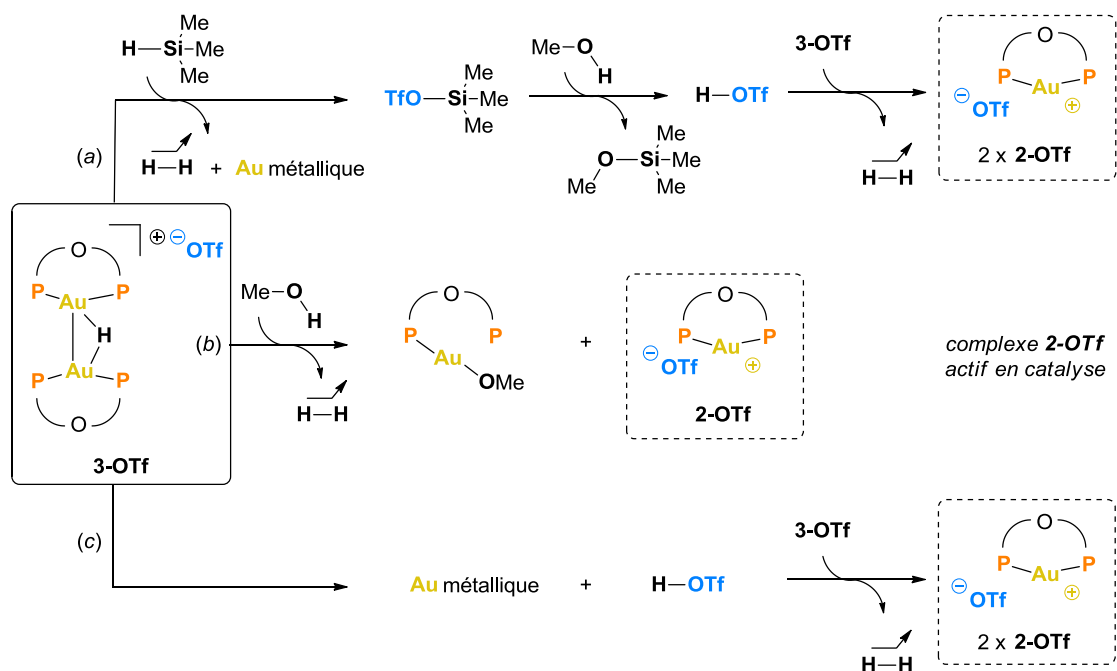 Me
H Si Me
Me
H–H + Au métallique
(a)
Me
TfO Si Me
Me
Me O
H
O Si Me
Me
Me
Me
H OTf
3-OTf
H–H
O
P Au P
⊖ OTf ⊕
2 x 2-OTf
⊕ ⊖ OTf
O
P Au P
H
P Au P
O
3-OTf
(b)
Me O
H
H–H
O
P P
Au
OMe
+
O
P Au P
⊖ OTf ⊕
2-OTf
complexe 2-OTf
actif en catalyse
(c)
Au métallique + H–OTf
3-OTf
H–H
O
P Au P
⊖ OTf ⊕
2 x 2-OTf